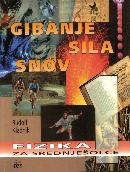 GIBANJE
SILA
SNOV
Rudolf
Kladnik
FIZIKA
ZA SREDNJEŠOLCE